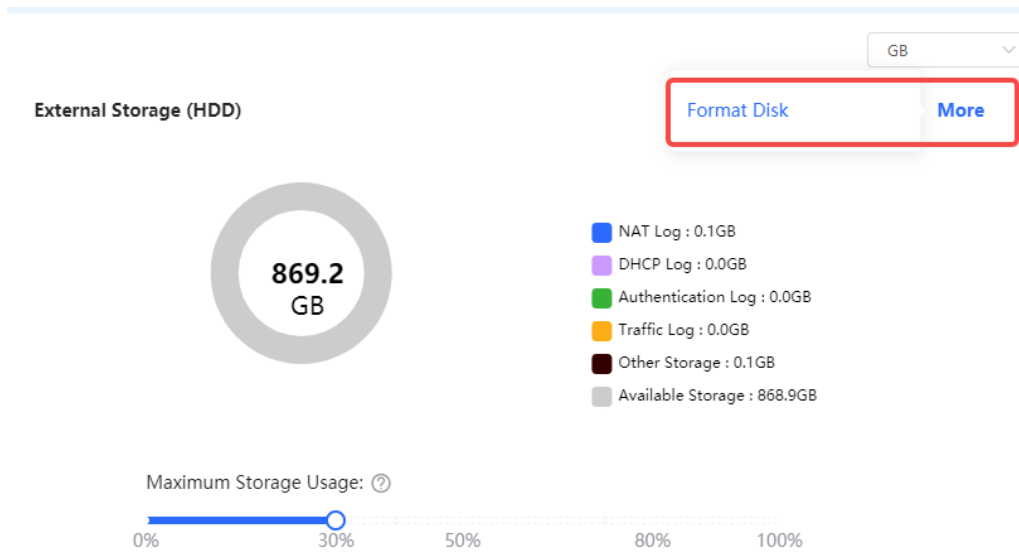 GB
External Storage (HDD)
Format Disk
More
869.2
GB
NAT Log : 0.1GB
DHCP Log : 0.0GB
Authentication Log : 0.0GB
Traffic Log : 0.0GB
Other Storage : 0.1GB
Available Storage : 868.9GB
Maximum Storage Usage: ?
0% 30% 50% 80% 100%